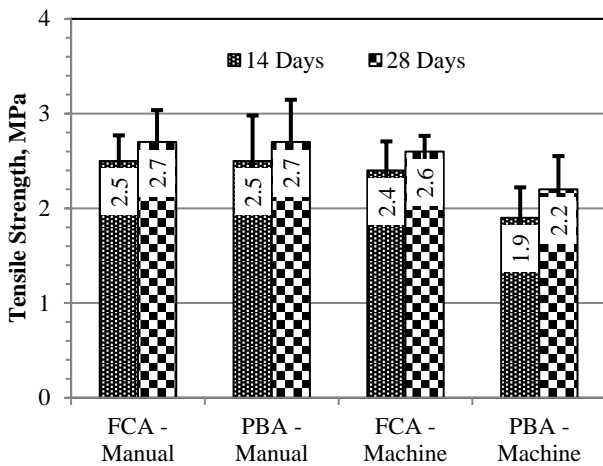 4
3
2
1
0
Tensile Strength, MPa
14 Days 28 Days
2.5 2.7 2.5 2.7 2.4 2.6 1.9 2.2
FCA - PBA - FCA - PBA -
Manual Manual Machine Machine